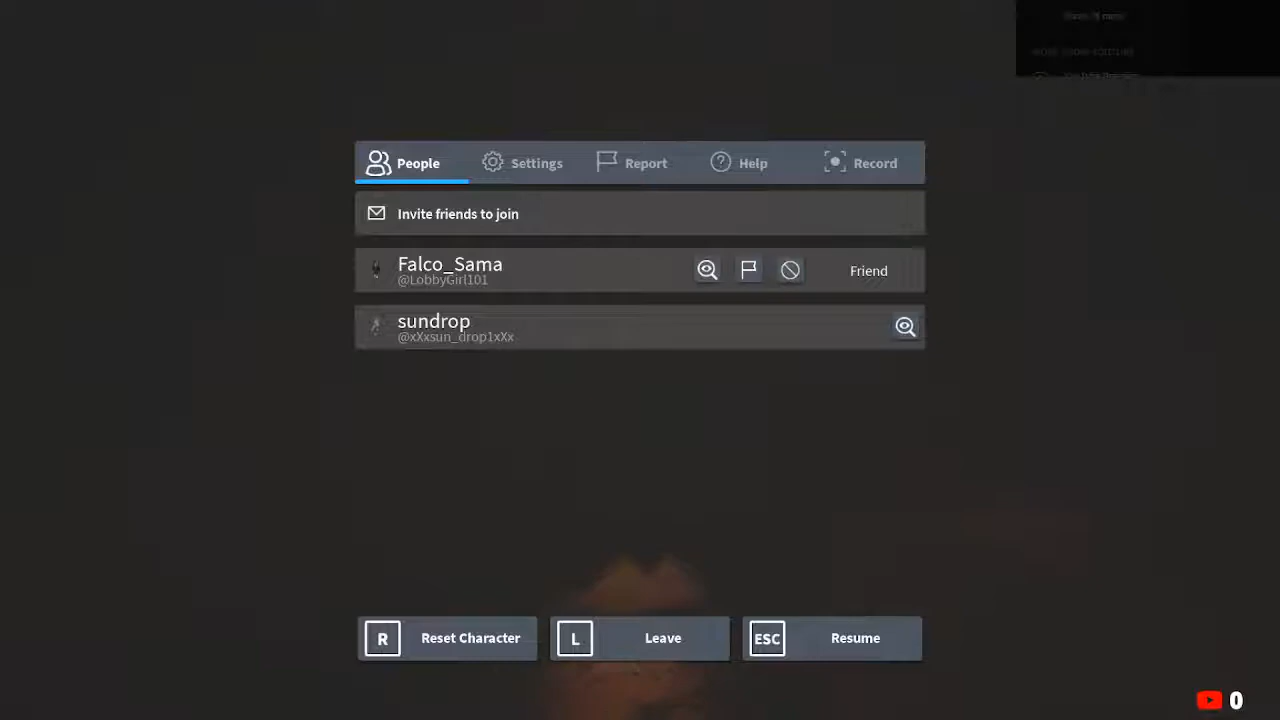 People
Settings
Report
Help
Record
Invite friends to join
Falco_Sama
@LobbyGirl101
Friend
sundrop
@xXxsun_drop1xXx
R Reset Character
L Leave
ESC Resume
0